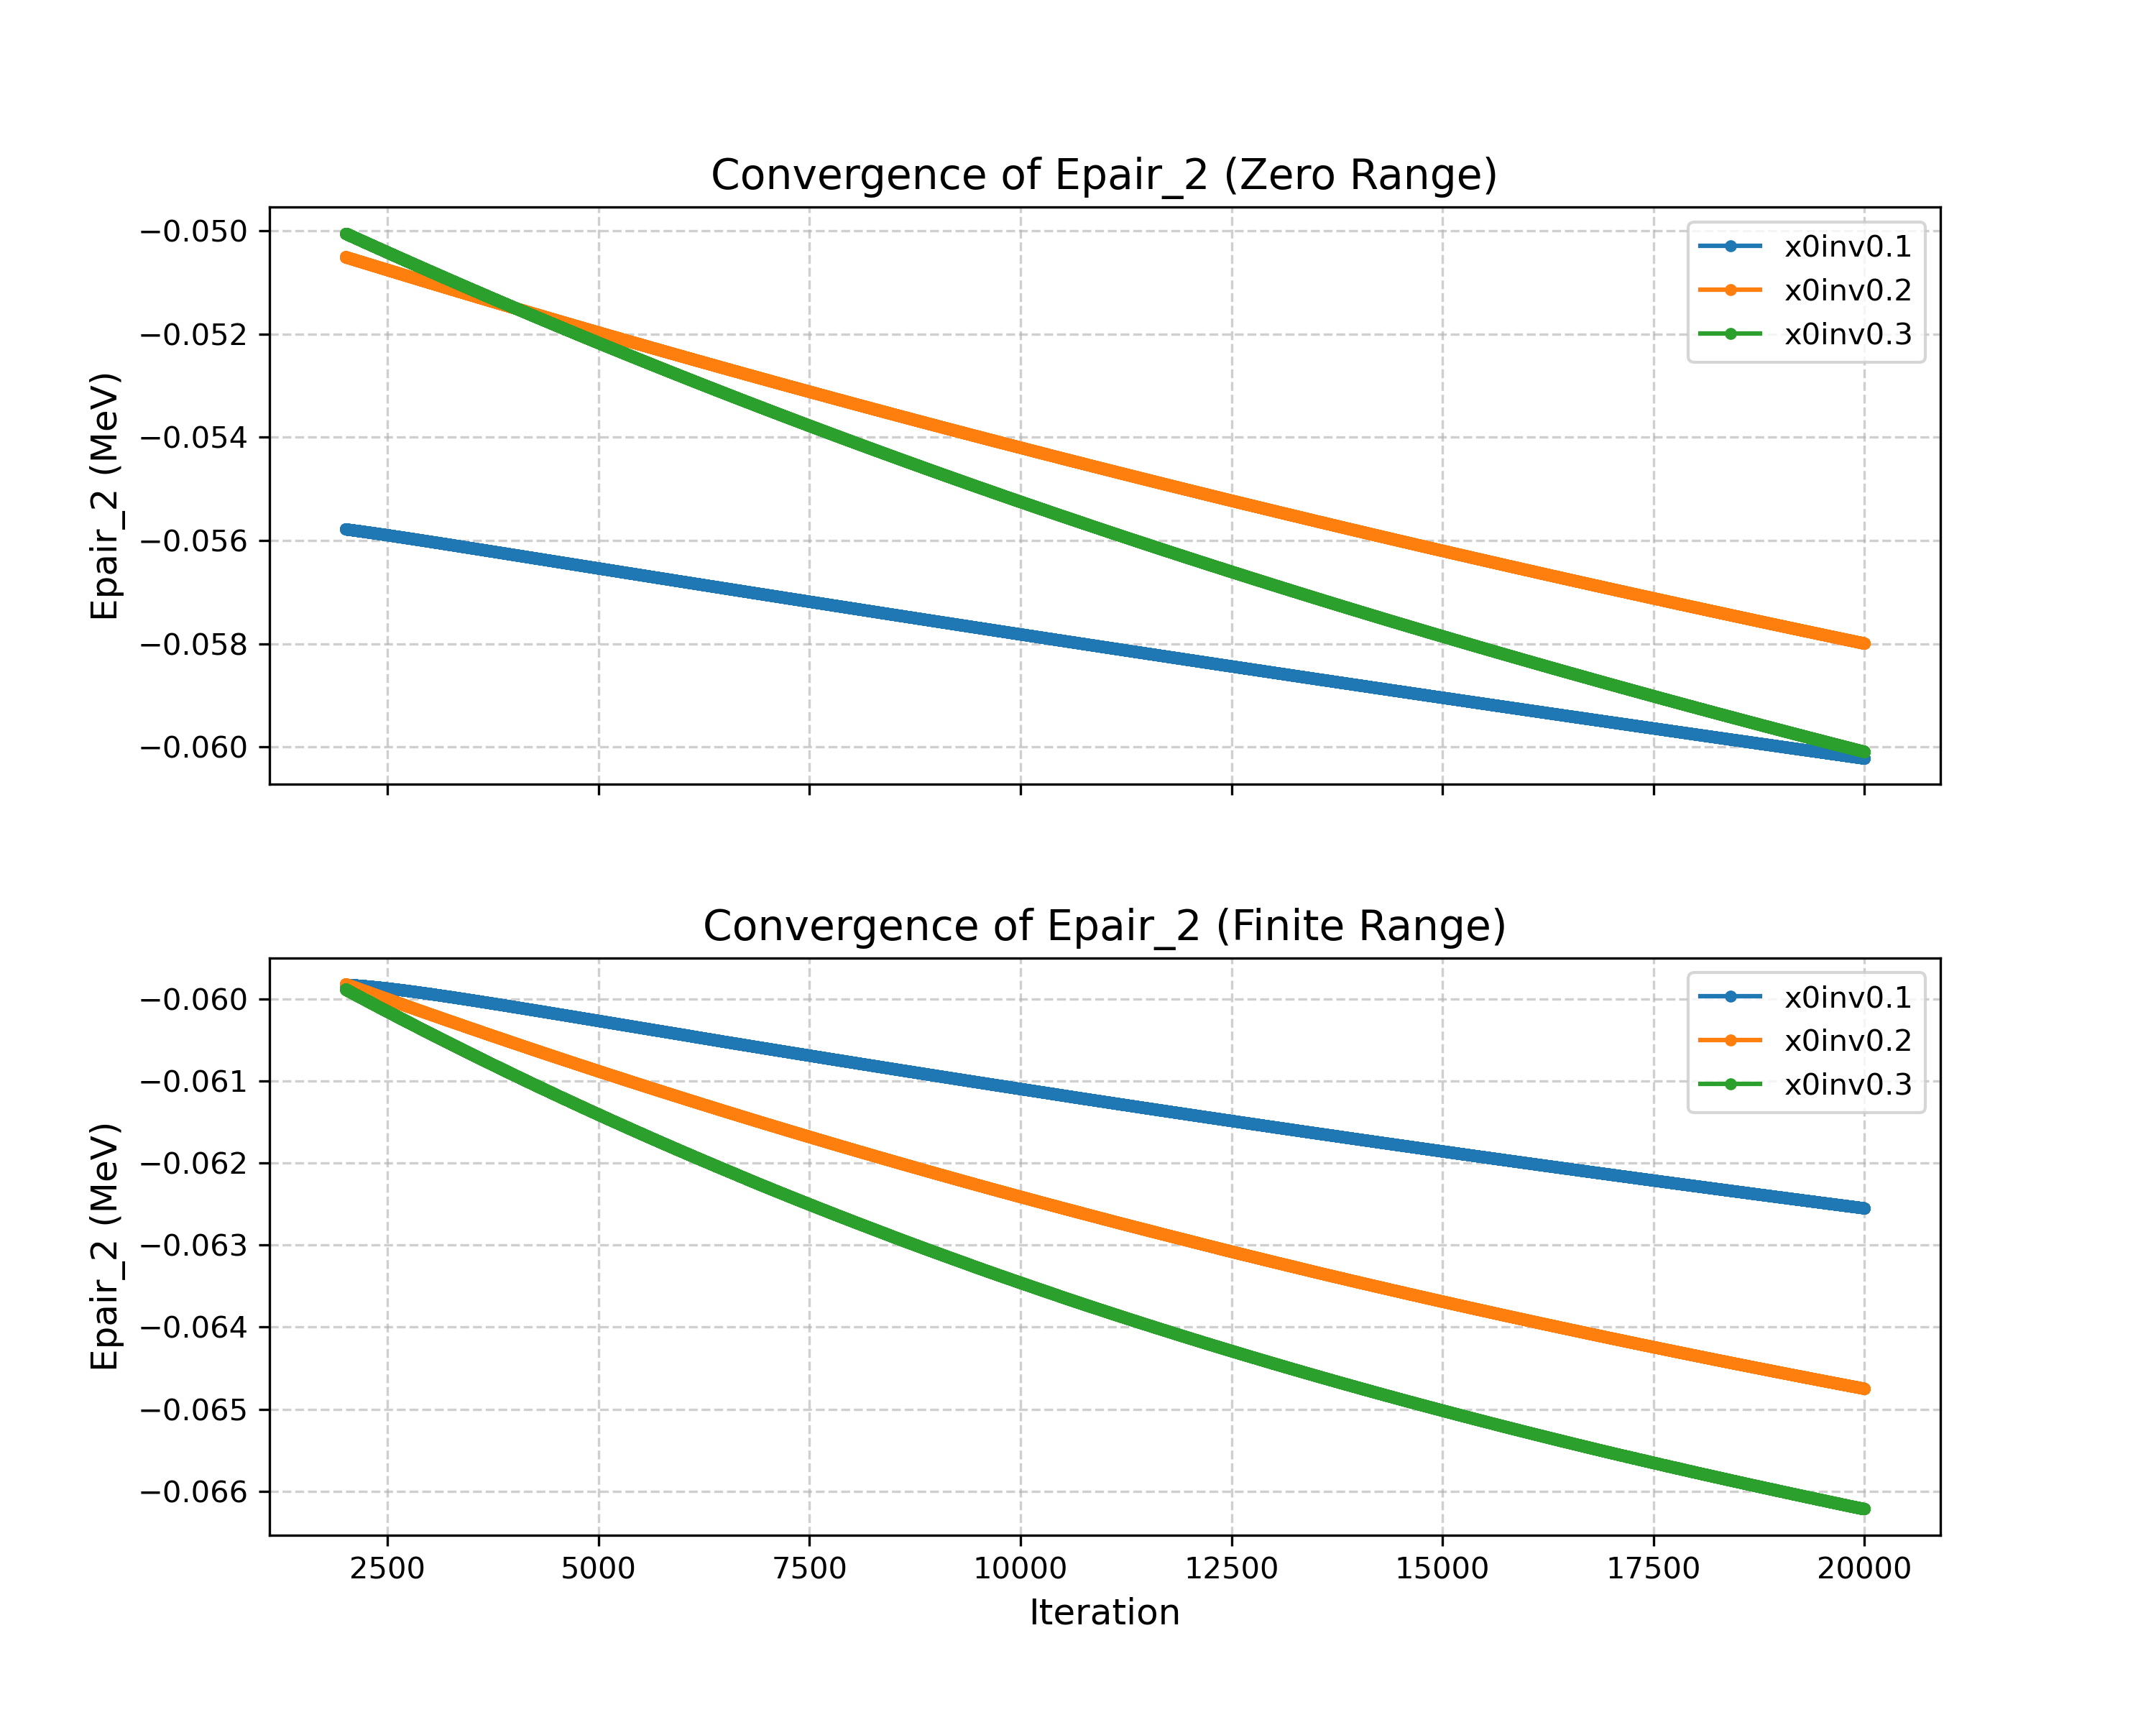 Convergence of Epair_2 (Zero Range)
Epair_2 (MeV)
−0.050
−0.052
−0.054
−0.056
−0.058
−0.060
x0inv0.1
x0inv0.2
x0inv0.3
Convergence of Epair_2 (Finite Range)
Epair_2 (MeV)
−0.060
−0.061
−0.062
−0.063
−0.064
−0.065
−0.066
x0inv0.1
x0inv0.2
x0inv0.3
2500 5000 7500 10000 12500 15000 17500 20000
Iteration